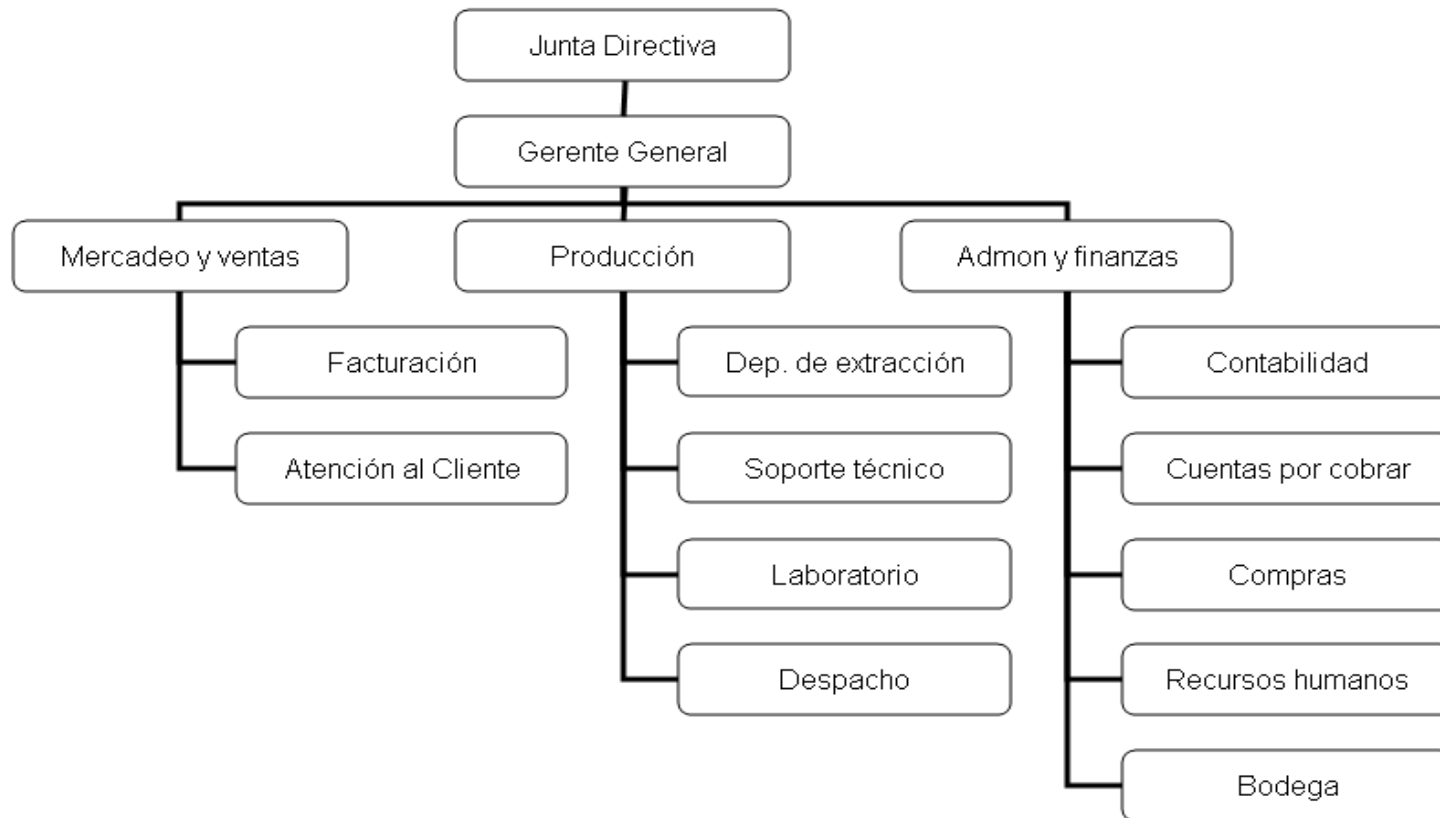 Junta Directiva
Gerente General
Mercadeo y ventas
Producción
Admon y finanzas
Facturación
Dep. de extracción
Contabilidad
Atención al Cliente
Soporte técnico
Cuentas por cobrar
Laboratorio
Compras
Despacho
Recursos humanos
Bodega